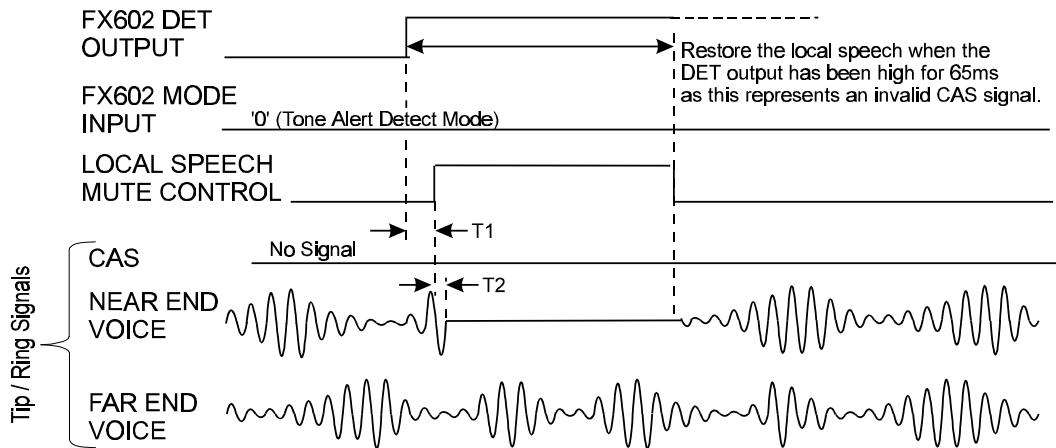 FX602 DET
OUTPUT
Restore the local speech when the
DET output has been high for 65ms
as this represents an invalid CAS signal.
FX602 MODE
INPUT
'0' (Tone Alert Detect Mode)
LOCAL SPEECH
MUTE CONTROL
T1
No Signal
CAS
T2
NEAR END
VOICE
FAR END
VOICE
Tip / Ring Signals